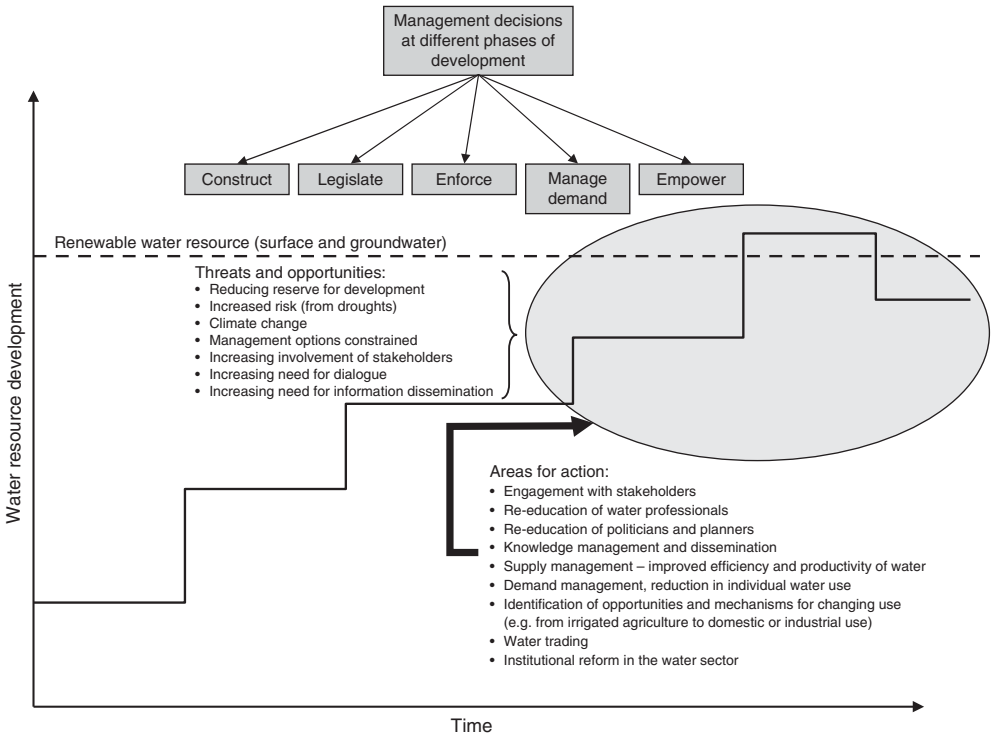 Management decisions
at different phases of
development
Construct
Legislate
Enforce
Manage
demand
Empower
Renewable water resource (surface and groundwater)
Threats and opportunities:
• Reducing reserve for development
• Increased risk (from droughts)
• Climate change
• Management options constrained
• Increasing involvement of stakeholders
• Increasing need for dialogue
• Increasing need for information dissemination
Water resource development
Areas for action:
• Engagement with stakeholders
• Re-education of water professionals
• Re-education of politicians and planners
• Knowledge management and dissemination
• Supply management – improved efficiency and productivity of water
• Demand management, reduction in individual water use
• Identification of opportunities and mechanisms for changing use
(e.g. from irrigated agriculture to domestic or industrial use)
• Water trading
• Institutional reform in the water sector
Time